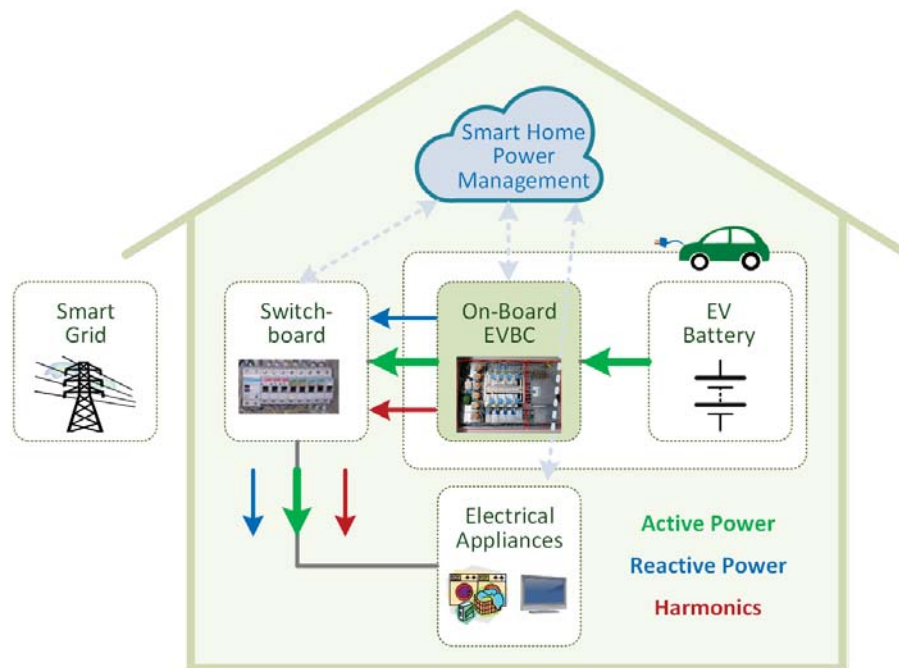 Smart Home
Power
Management
Smart
Grid
Switch-
board
On-Board
EVBC
EV
Battery
Electrical
Appliances
Active Power
Reactive Power
Harmonics